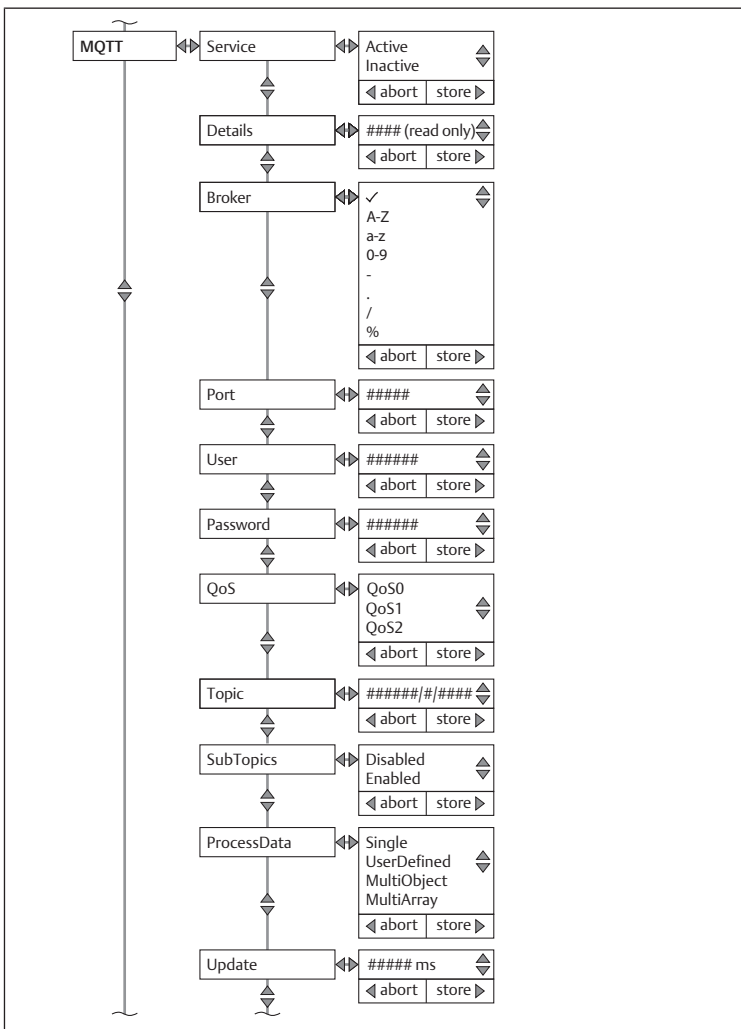 MQTT
Service
Active
Inactive
abort store
Details
#### (read only)
abort store
Broker
✓
A-Z
a-z
0-9
-
.
/
%
abort store
Port
#####
abort store
User
######
abort store
Password
######
abort store
QoS
QoS0
QoS1
QoS2
abort store
Topic
######/#/####
abort store
SubTopics
Disabled
Enabled
abort store
ProcessData
Single
UserDefined
MultiObject
MultiArray
abort store
Update
##### ms
abort store